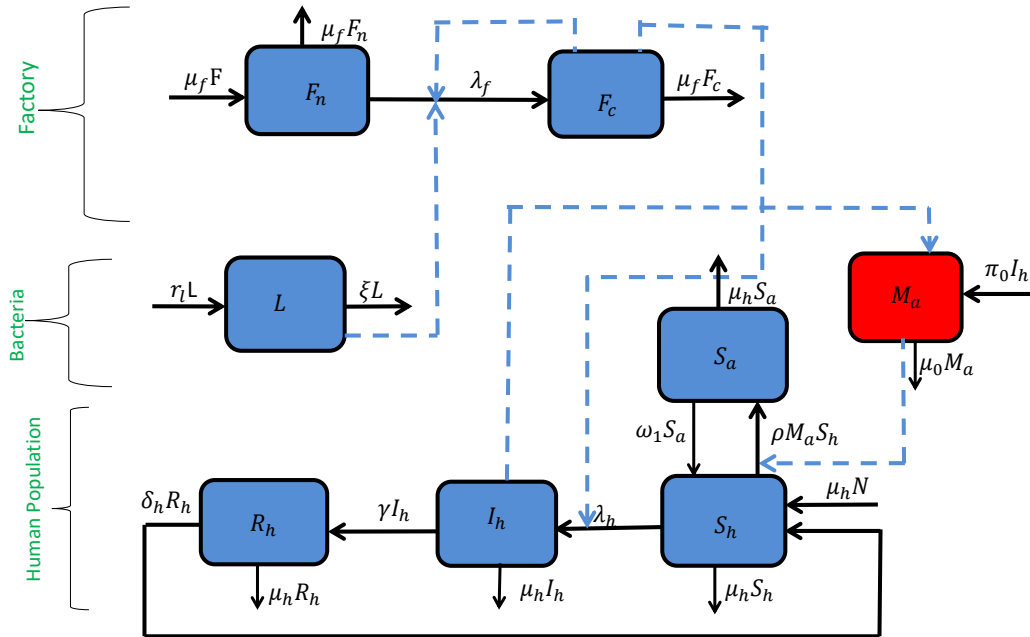 Factory
μ_f F
μ_f F_n
F_n
λ_f
F_c
μ_f F_c
Bacteria
r_l L
L
ξL
μ_h S_a
S_a
M_a
π_0 I_h
μ_0 M_a
ω_1 S_a
ρM_a S_h
Human Population
δ_h R_h
R_h
γI_h
I_h
λ_h
S_h
μ_h N
μ_h R_h
μ_h I_h
μ_h S_h